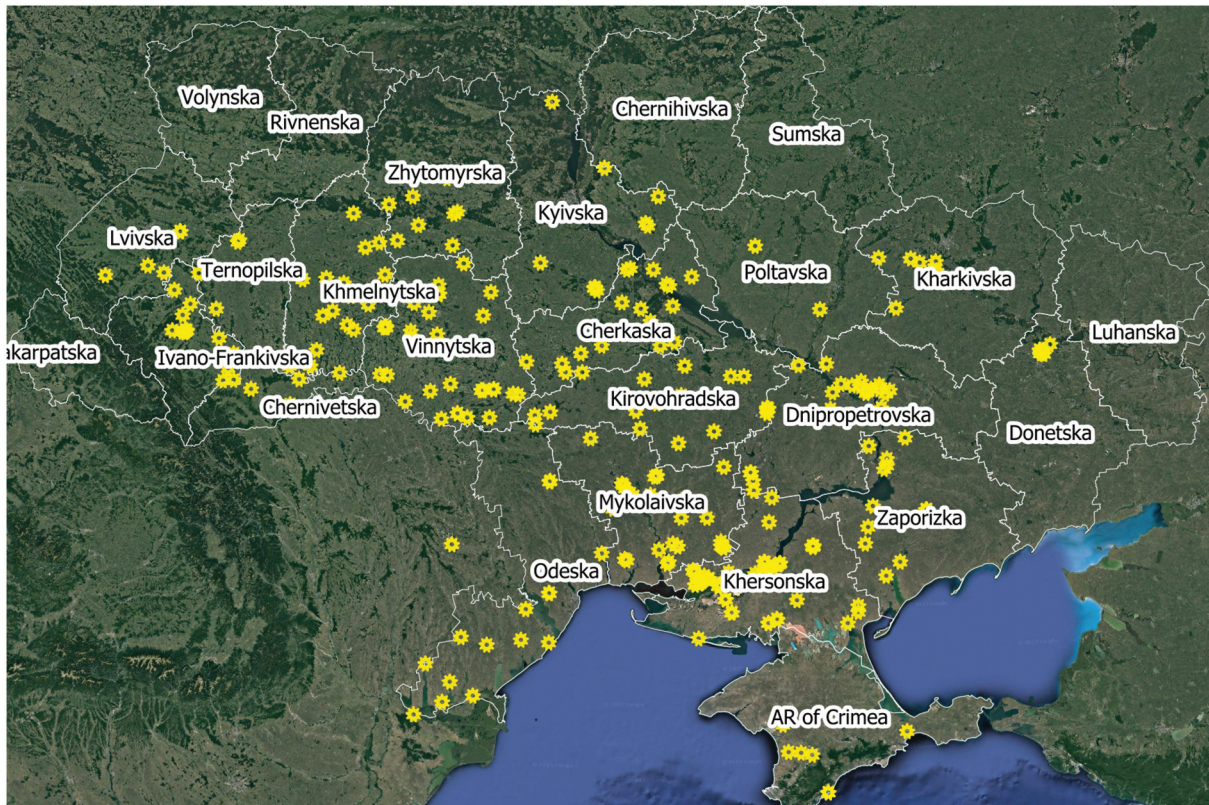 Volynska
Rivnenska
Chernihivska
Sumska
Zhytomyrska
Kyivska
Lvivska
Ternopilska
Poltavska
Kharkivska
Khmelnytska
Cherkaska
Luhanska
akarpatska
Ivano-Frankivska
Vinnytska
Chernivetska
Kirovohradska
Dnipropetrovska
Donetska
Mykolaivska
Zaporizka
Odeska
Khersonska
AR of Crimea